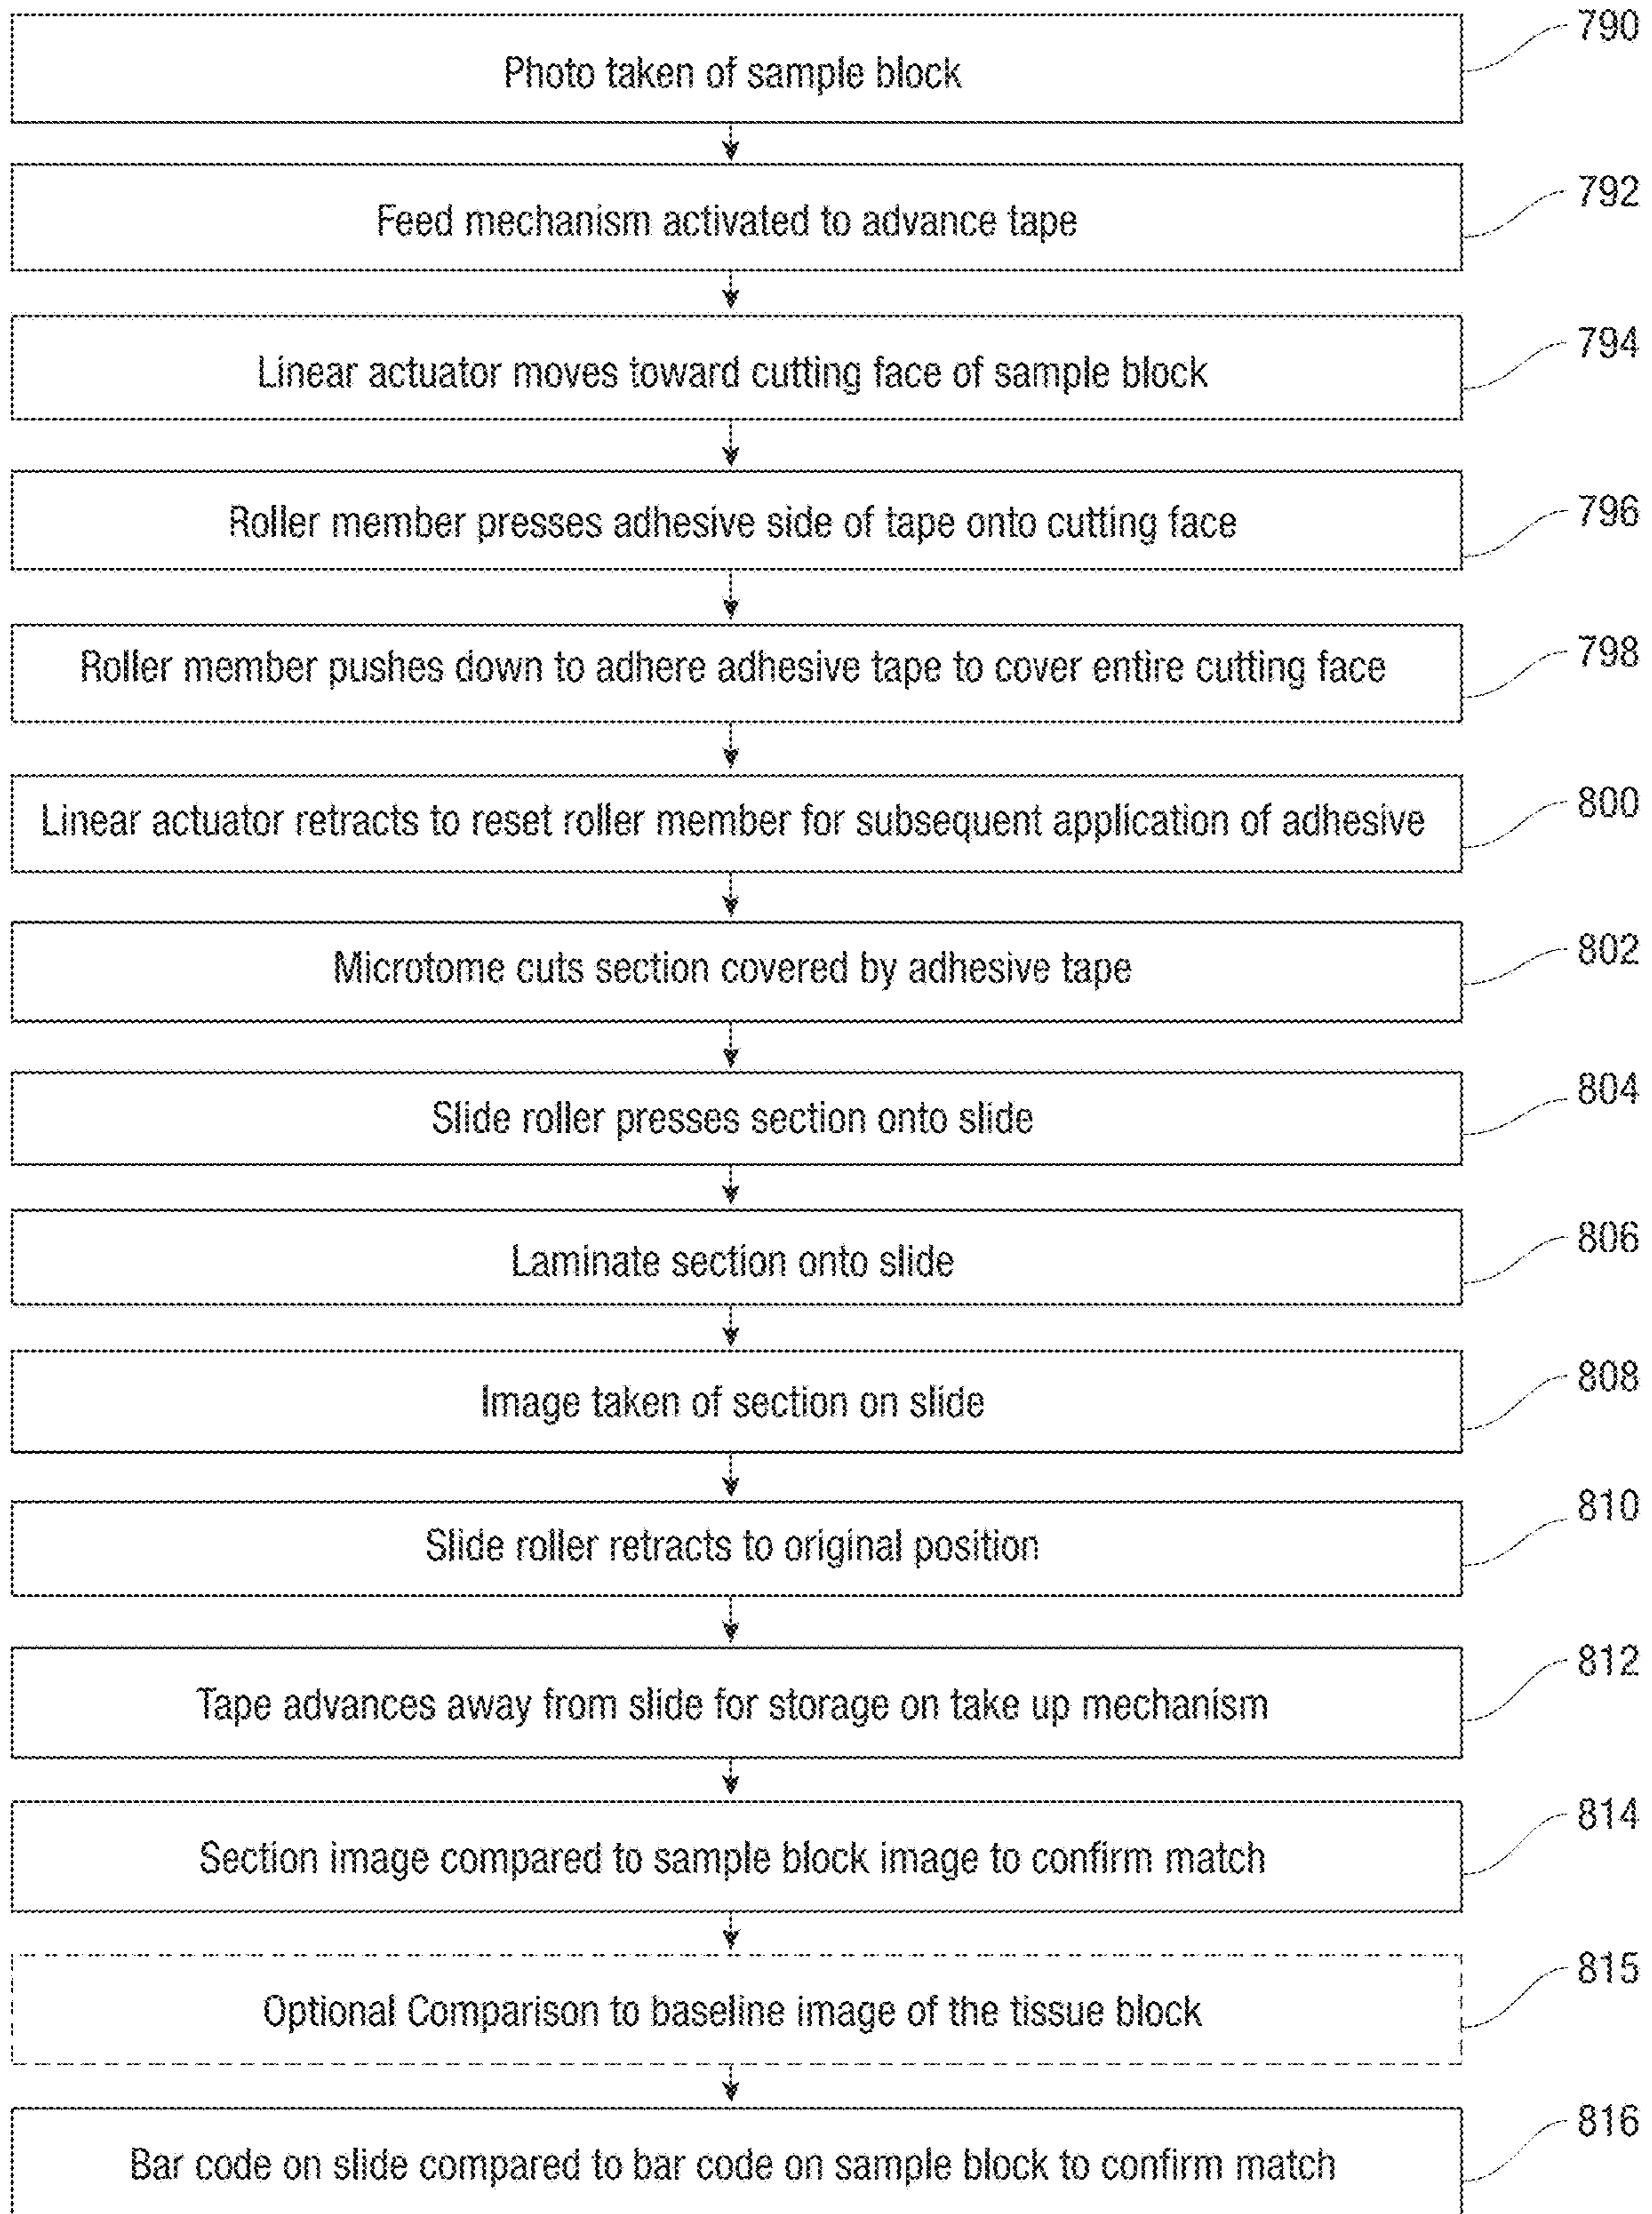 790
Photo taken of sample block
792
Feed mechanism activated to advance tape
794
Linear actuator moves toward cutting face of sample block
796
Roller member presses adhesive side of tape onto cutting face
798
Roller member pushes down to adhere adhesive tape to cover entire cutting face
800
Linear actuator retracts to reset roller member for subsequent application of adhesive
802
Microtome cuts section covered by adhesive tape
804
Slide roller presses section onto slide
806
Laminate section onto slide
808
Image taken of section on slide
810
Slide roller retracts to original position
812
Tape advances away from slide for storage on take up mechanism
814
Section image compared to sample block image to confirm match
815
Optional Comparison to baseline image of the tissue block
816
Bar code on slide compared to bar code on sample block to confirm match